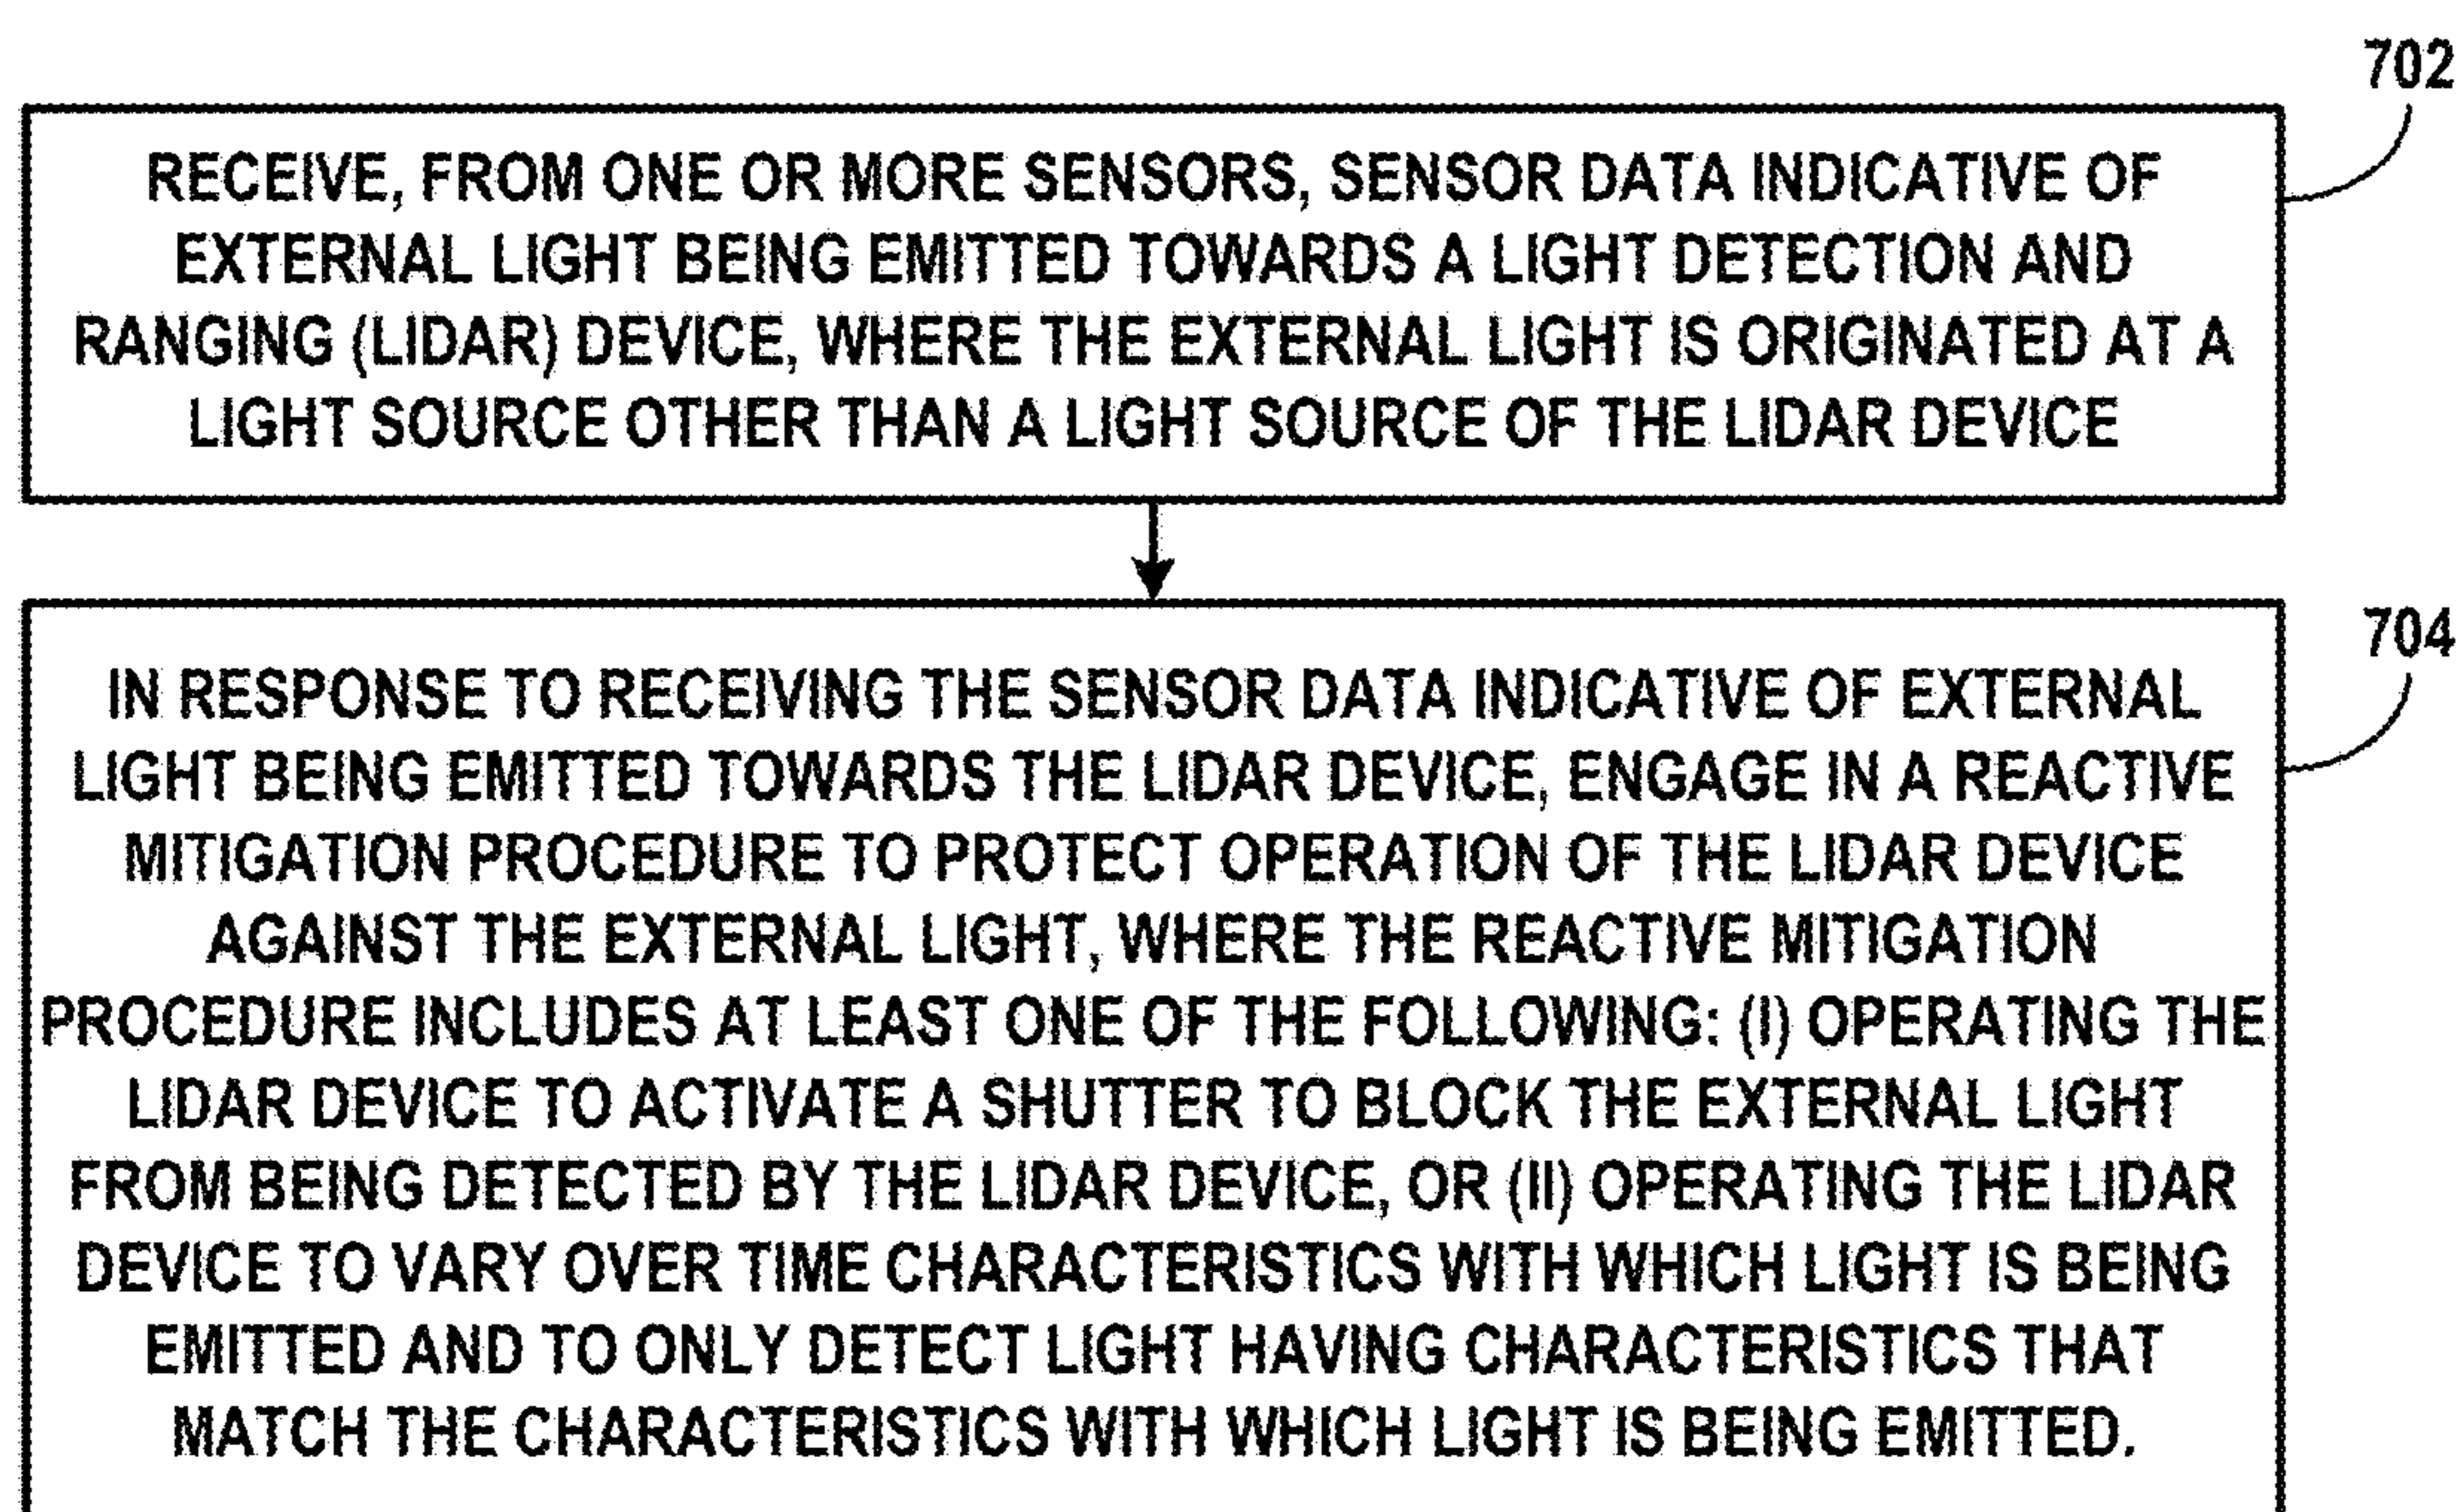 702
RECEIVE, FROM ONE OR MORE SENSORS, SENSOR DATA INDICATIVE OF
EXTERNAL LIGHT BEING EMITTED TOWARDS A LIGHT DETECTION AND
RANGING (LIDAR) DEVICE, WHERE THE EXTERNAL LIGHT IS ORIGINATED AT A
LIGHT SOURCE OTHER THAN A LIGHT SOURCE OF THE LIDAR DEVICE
704
IN RESPONSE TO RECEIVING THE SENSOR DATA INDICATIVE OF EXTERNAL
LIGHT BEING EMITTED TOWARDS THE LIDAR DEVICE, ENGAGE IN A REACTIVE
MITIGATION PROCEDURE TO PROTECT OPERATION OF THE LIDAR DEVICE
AGAINST THE EXTERNAL LIGHT, WHERE THE REACTIVE MITIGATION
PROCEDURE INCLUDES AT LEAST ONE OF THE FOLLOWING: (I) OPERATING THE
LIDAR DEVICE TO ACTIVATE A SHUTTER TO BLOCK THE EXTERNAL LIGHT
FROM BEING DETECTED BY THE LIDAR DEVICE, OR (II) OPERATING THE LIDAR
DEVICE TO VARY OVER TIME CHARACTERISTICS WITH WHICH LIGHT IS BEING
EMITTED AND TO ONLY DETECT LIGHT HAVING CHARACTERISTICS THAT
MATCH THE CHARACTERISTICS WITH WHICH LIGHT IS BEING EMITTED.